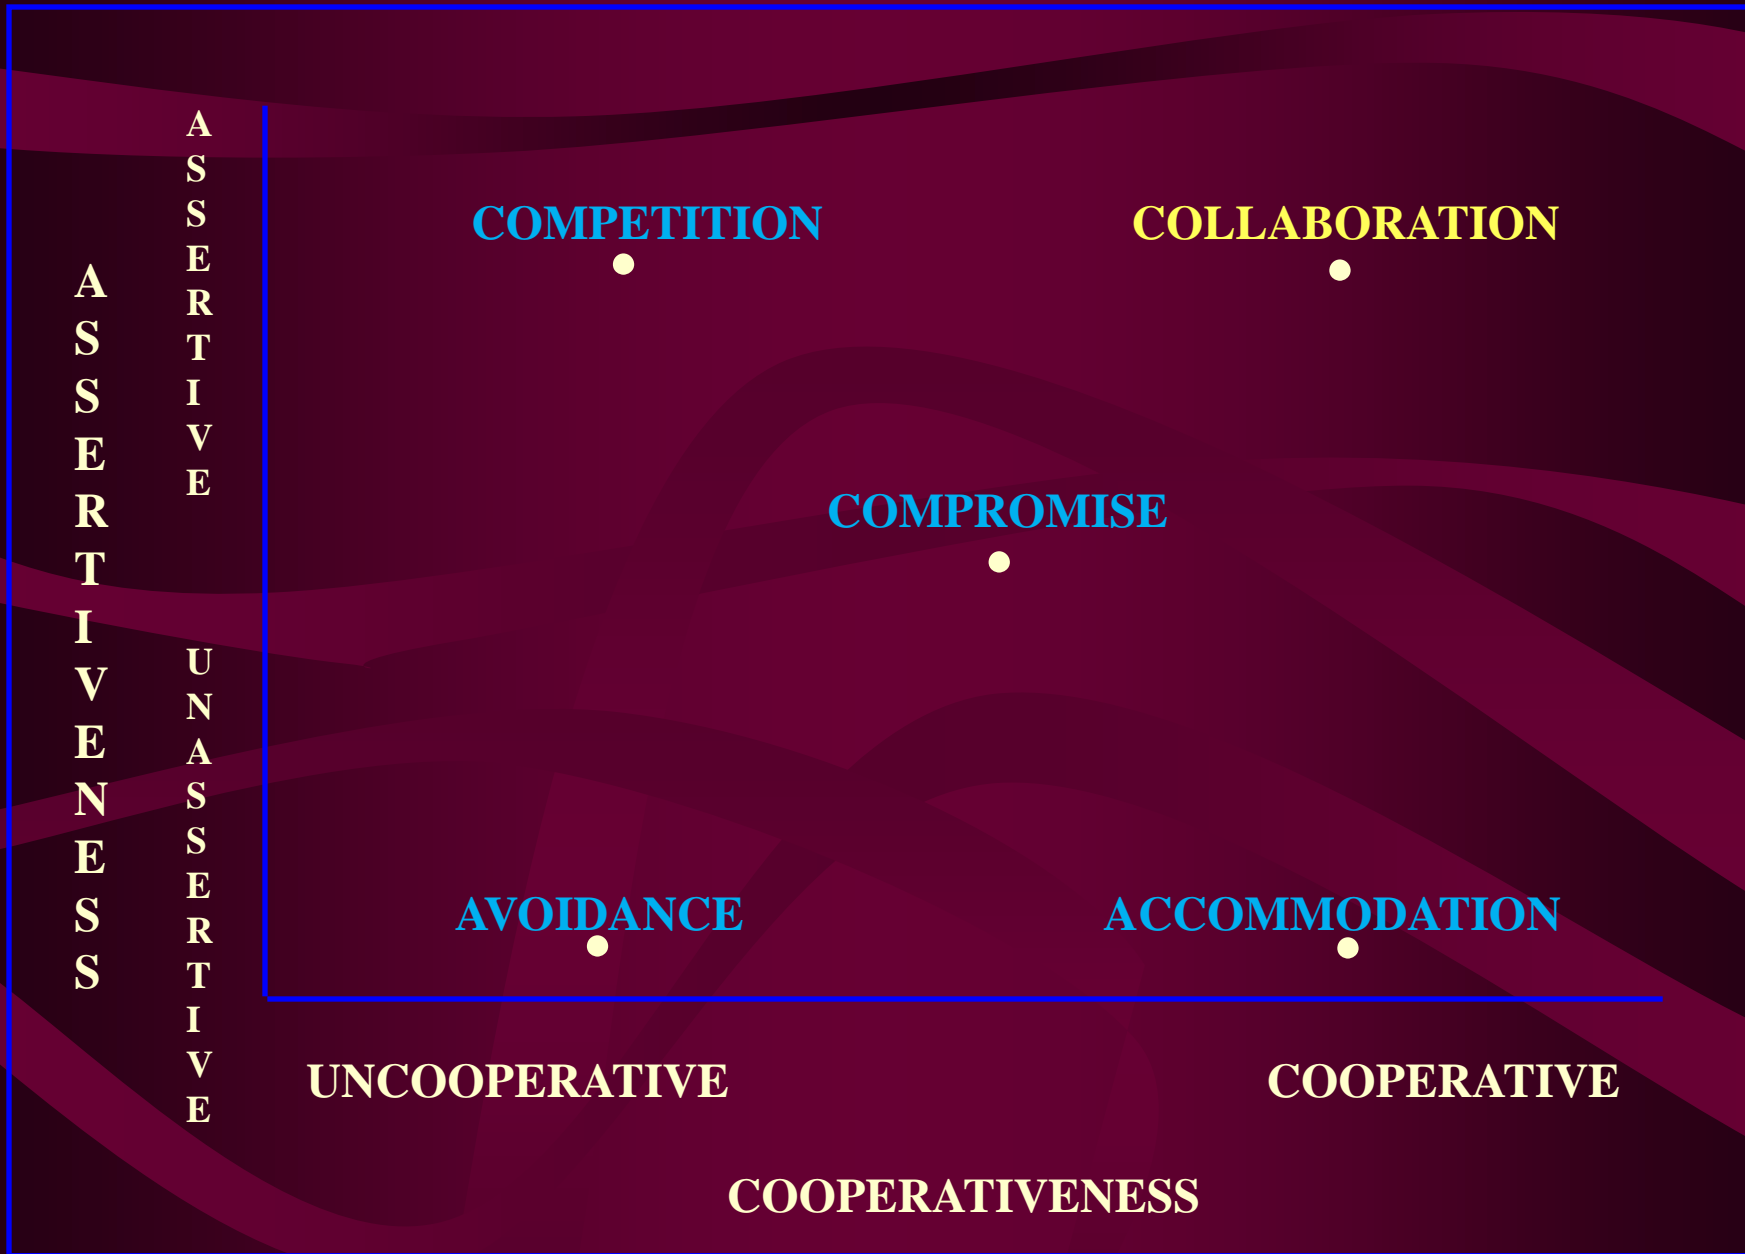 ASSERTIVENESS
ASSERTIVE
UNASSERTIVE
COMPETITION
COLLABORATION
COMPROMISE
AVOIDANCE
ACCOMMODATION
UNCOOPERATIVE
COOPERATIVE
COOPERATIVENESS